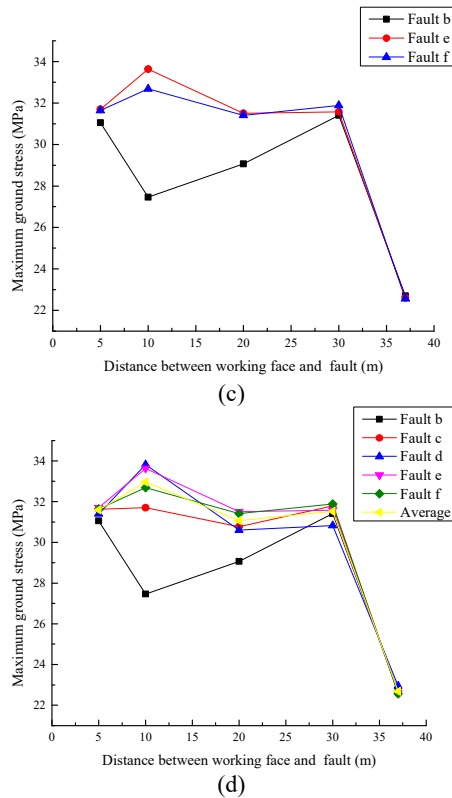 Fault b
Fault e
Fault f
34
32
30
28
26
24
22
0 5 10 15 20 25 30 35 40
Maximum ground stress (MPa)
Distance between working face and fault (m)
(c)
Fault b
Fault c
Fault d
Fault e
Fault f
Average
34
32
30
28
26
24
22
0 5 10 15 20 25 30 35 40
Maximum ground stress (MPa)
Distance between working face and fault (m)
(d)